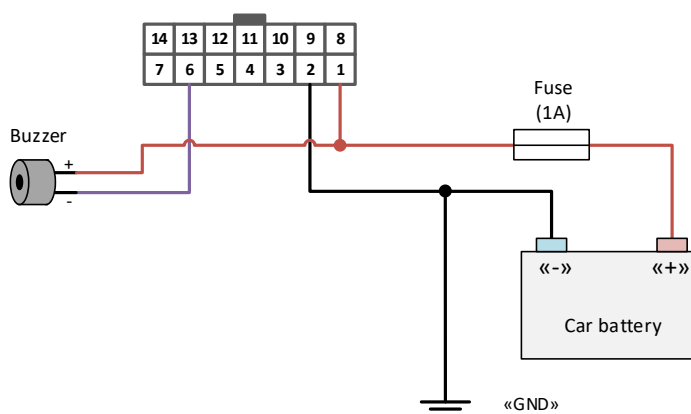 14 13 12 11 10 9 8
7 6 5 4 3 2 1
Fuse
(1A)
Buzzer
+
-
«-» «+»
Car battery
«GND»